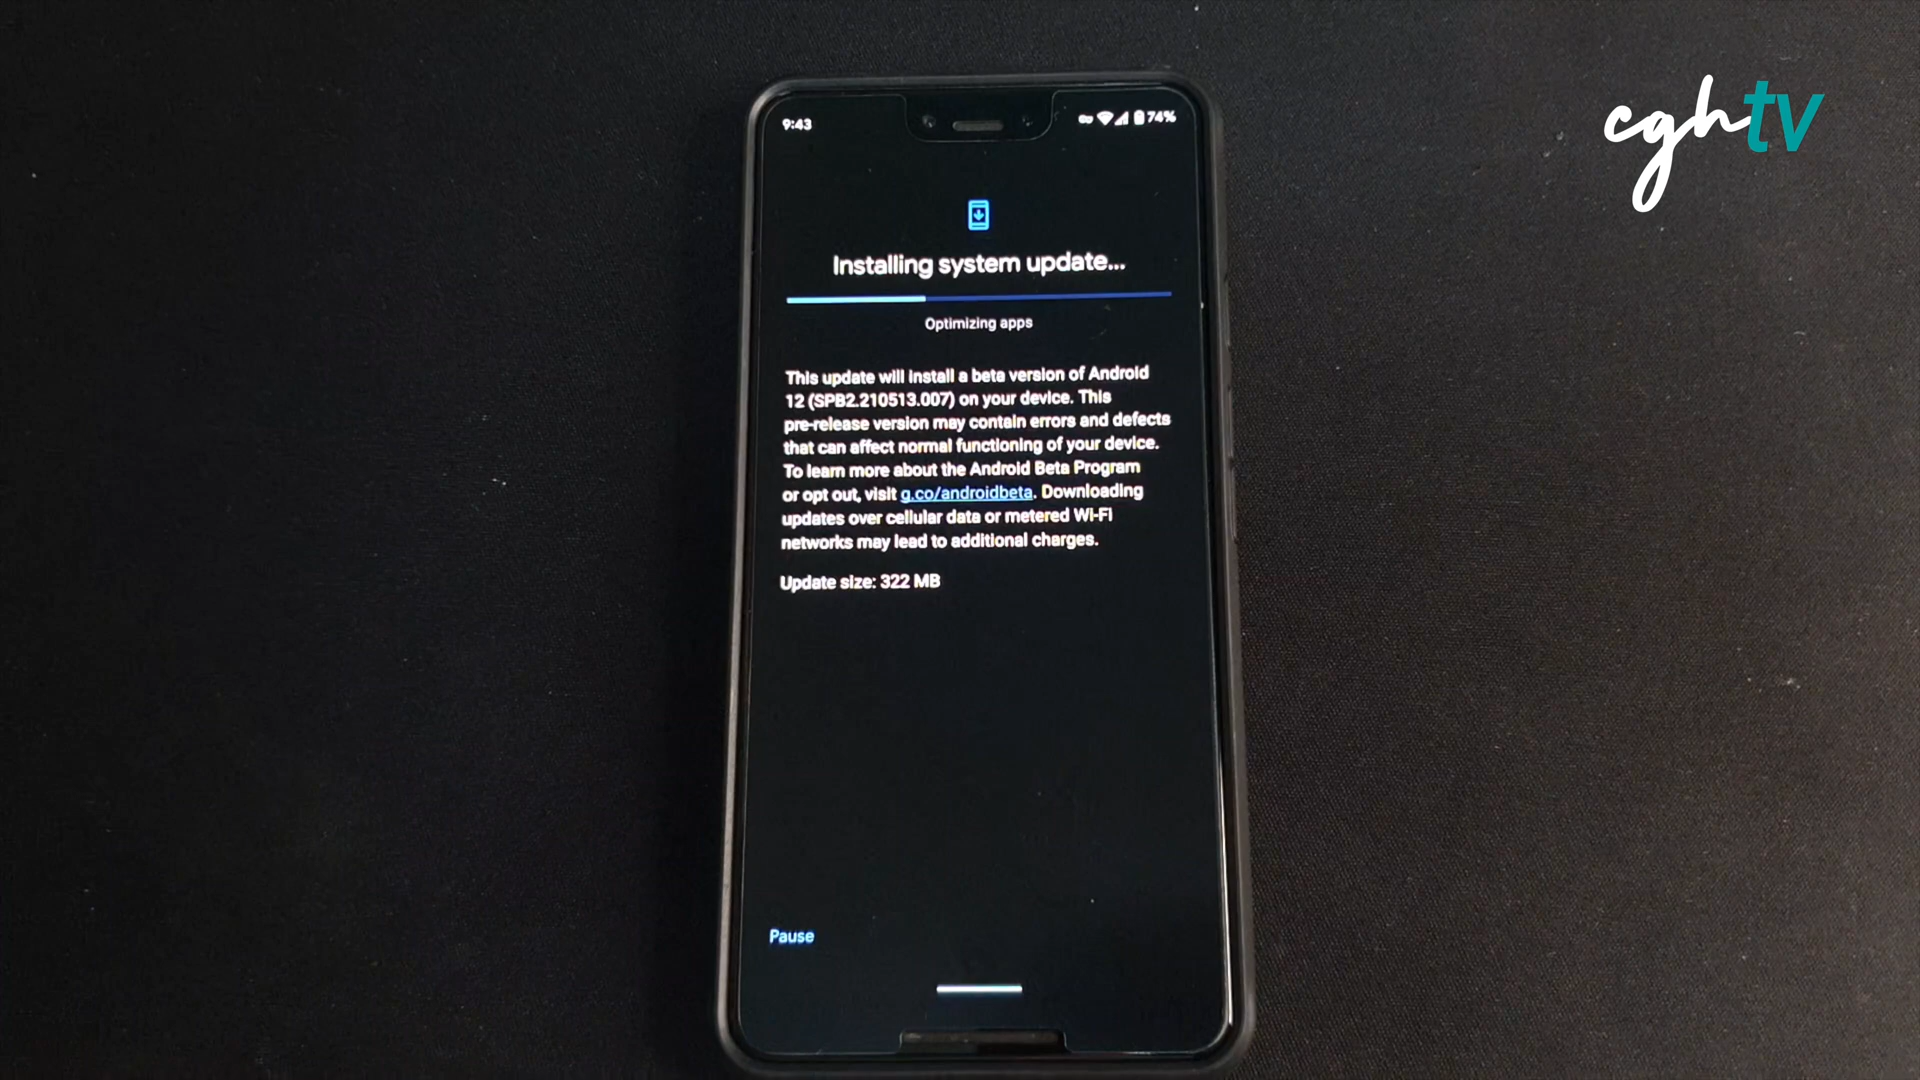 cghtv
9:43
74%
Installing system update...
Optimizing apps
This update will install a beta version of Android
12 (SPB2.210513.007) on your device. This
pre-release version may contain errors and defects
that can affect normal functioning of your device.
To learn more about the Android Beta Program
or opt out, visit g.co/androidbeta. Downloading
updates over cellular data or metered Wi-Fi
networks may lead to additional charges.
Update size: 322 MB
Pause